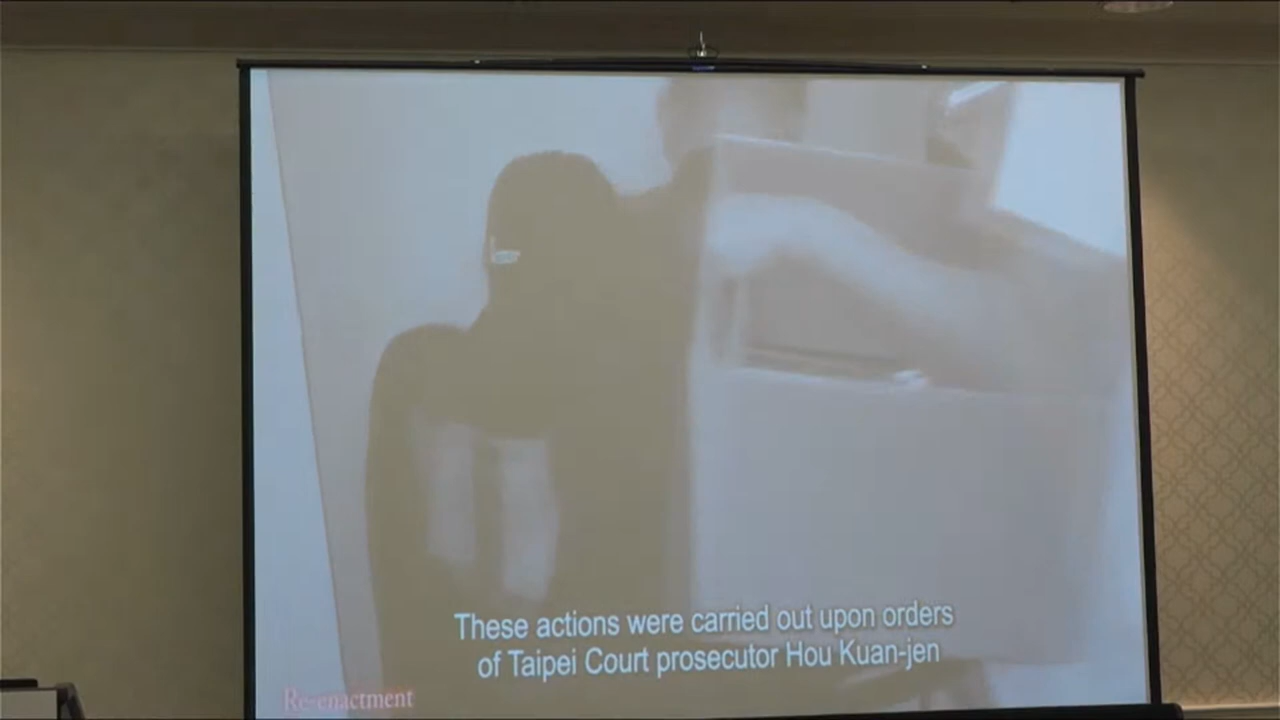 These actions were carried out upon orders
of Taipei Court prosecutor Hou Kuan-jen
Re-enactment